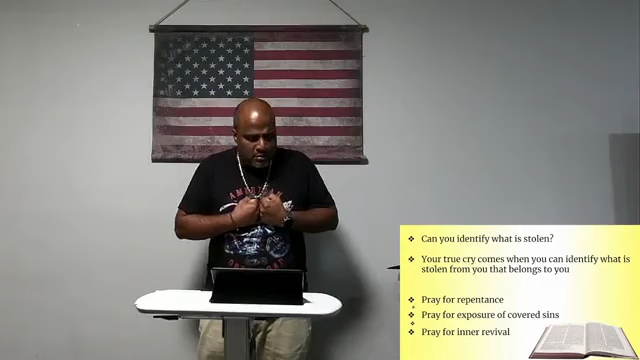 AMERICAN
❖ Can you identify what is stolen?
❖ Your true cry comes when you can identify what is
stolen from you that belongs to you
❖ Pray for repentance
❖ Pray for exposure of covered sins
❖ Pray for inner revival